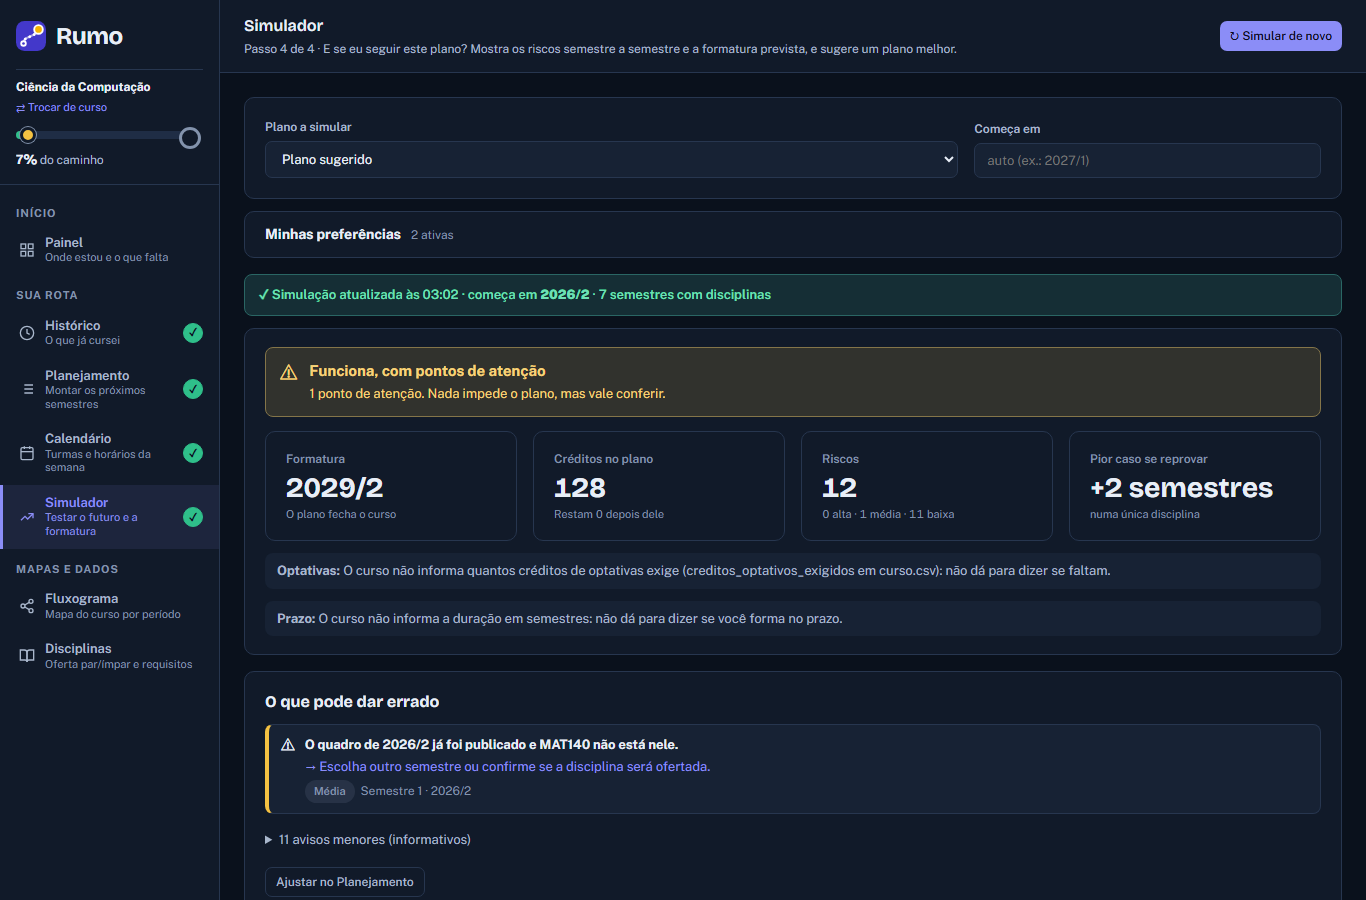 Rumo
Ciência da Computação
⇄ Trocar de curso
7% do caminho
INÍCIO
Painel
Onde estou e o que falta
SUA ROTA
Histórico
O que já cursei
Planejamento
Montar os próximos
semestres
Calendário
Turmas e horários da
semana
Simulador
Testar o futuro e a
formatura
MAPAS E DADOS
Fluxograma
Mapa do curso por período
Disciplinas
Oferta par/ímpar e requisitos
Simulador
Passo 4 de 4 · E se eu seguir este plano? Mostra os riscos semestre a semestre e a formatura prevista, e sugere um plano melhor.
↻ Simular de novo
Plano a simular
Plano sugerido
Começa em
auto (ex.: 2027/1)
Minhas preferências 2 ativas
✓ Simulação atualizada às 03:02 · começa em 2026/2 · 7 semestres com disciplinas
Funciona, com pontos de atenção
1 ponto de atenção. Nada impede o plano, mas vale conferir.
Formatura
2029/2
O plano fecha o curso
Créditos no plano
128
Restam 0 depois dele
Riscos
12
0 alta · 1 média · 11 baixa
Pior caso se reprovar
+2 semestres
numa única disciplina
Optativas: O curso não informa quantos créditos de optativas exige (creditos_optativos_exigidos em curso.csv): não dá para dizer se faltam.
Prazo: O curso não informa a duração em semestres: não dá para dizer se você forma no prazo.
O que pode dar errado
O quadro de 2026/2 já foi publicado e MAT140 não está nele.
→ Escolha outro semestre ou confirme se a disciplina será ofertada.
Média Semestre 1 · 2026/2
▶ 11 avisos menores (informativos)
Ajustar no Planejamento